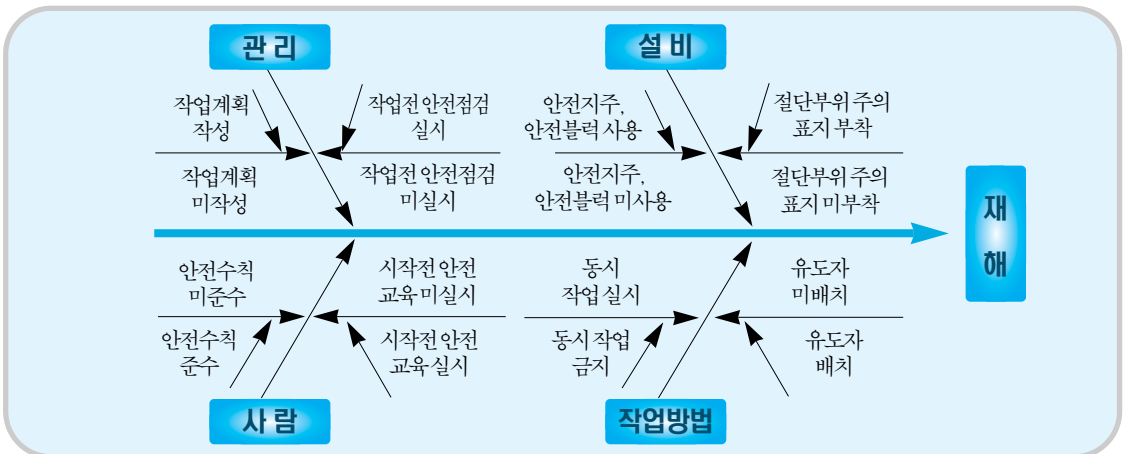 관 리
설 비
작업계획
작성
작업전 안전점검
실시
안전지주,
안전블럭 사용
절단부위 주의
표지 부착
작업계획
미작성
작업전 안전점검
미실시
안전지주,
안전블럭 미사용
절단부위 주의
표지 미부착
재
해
안전수칙
미준수
시작전 안전
교육 미실시
동시
작업 실시
유도자
미배치
안전수칙
준수
시작전 안전
교육 실시
동시 작업
금지
유도자
배치
사 람
작업방법